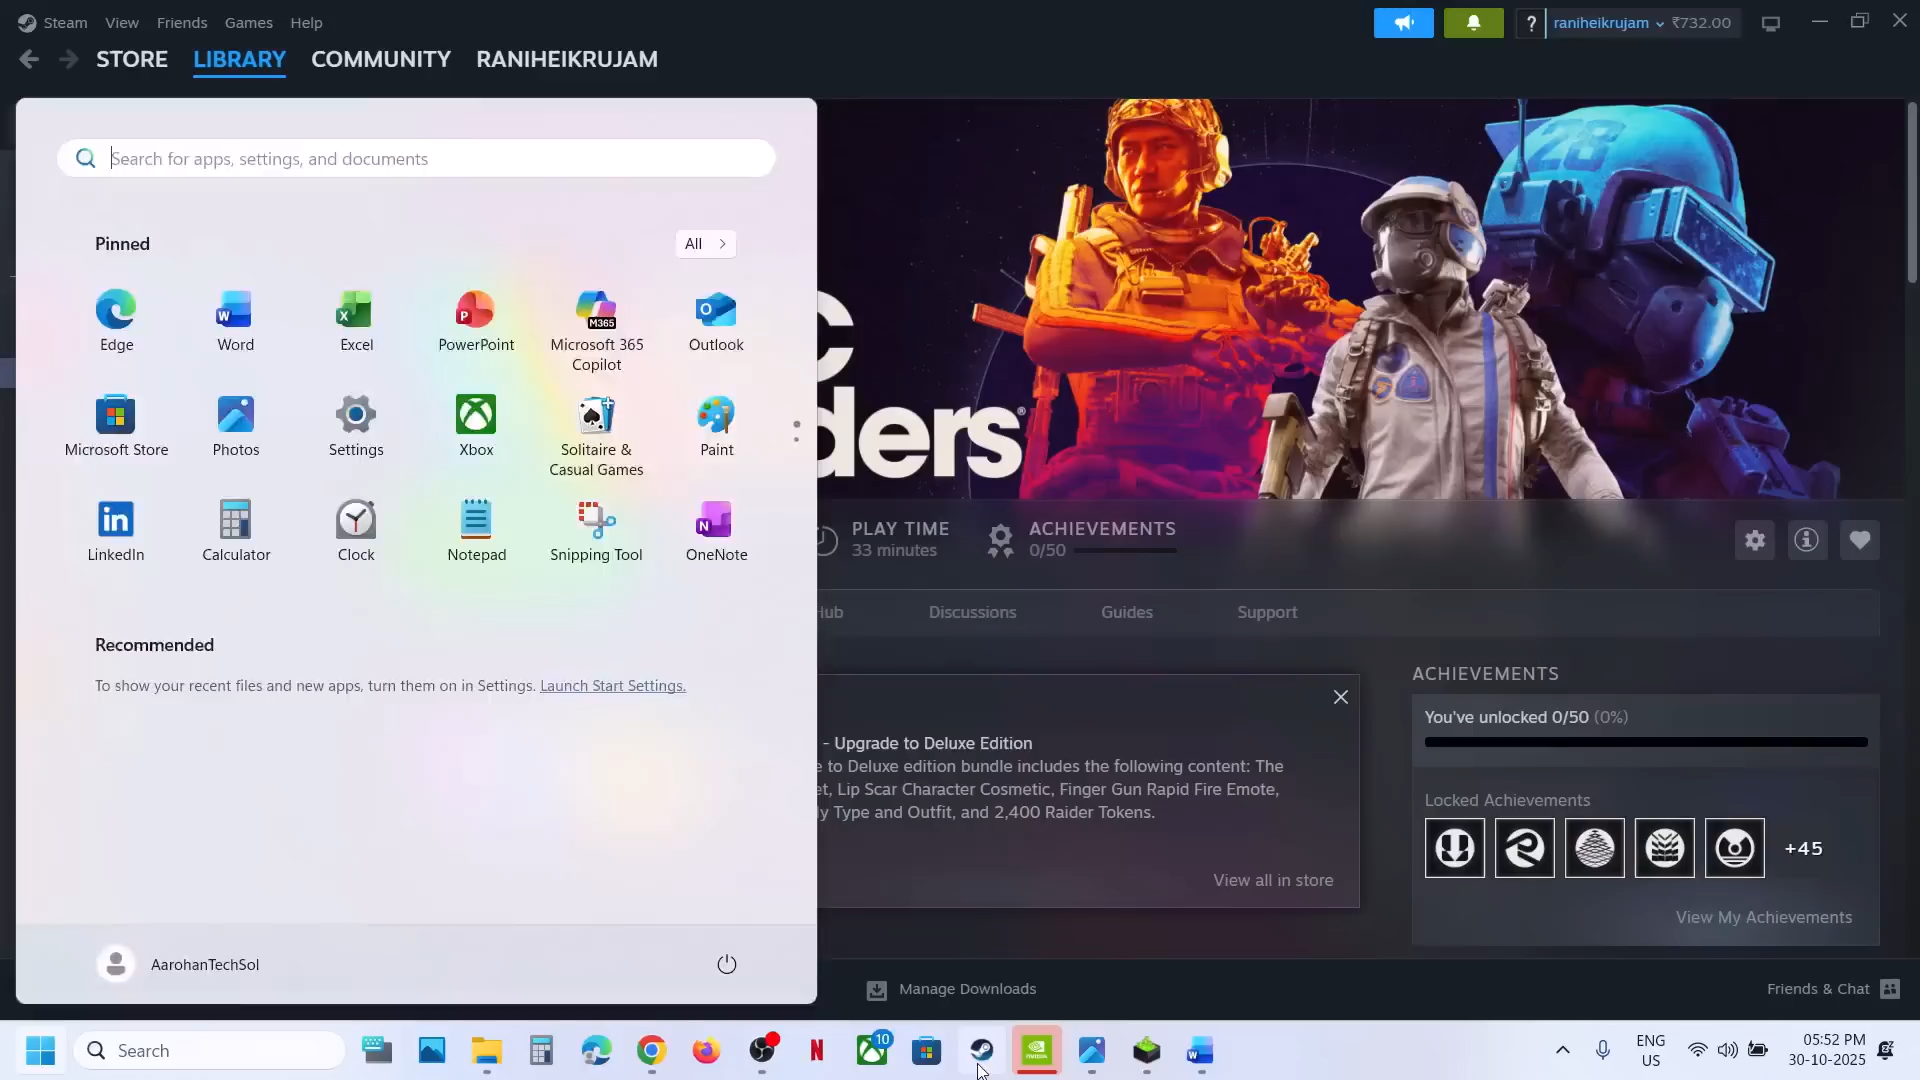 Steam View Friends Games Help
? raniheikrujam ₹732.00
STORE LIBRARY COMMUNITY RANIHEIKRUJAM
Search for apps, settings, and documents
Pinned
All
Edge Word Excel PowerPoint Microsoft 365 Copilot Outlook
M365
Microsoft Store Photos Settings Xbox Solitaire & Casual Games Paint
LinkedIn Calculator Clock Notepad Snipping Tool OneNote
Recommended
To show your recent files and new apps, turn them on in Settings. Launch Start Settings.
AarohanTechSol
C
ders®
28
PLAY TIME
33 minutes
ACHIEVEMENTS
0/50
Hub Discussions Guides Support
- Upgrade to Deluxe Edition
e to Deluxe edition bundle includes the following content: The
et, Lip Scar Character Cosmetic, Finger Gun Rapid Fire Emote,
y Type and Outfit, and 2,400 Raider Tokens.
View all in store
ACHIEVEMENTS
You've unlocked 0/50 (0%)
Locked Achievements
+45
View My Achievements
Manage Downloads
Friends & Chat
Search
10
ENG
US
05:52 PM
30-10-2025